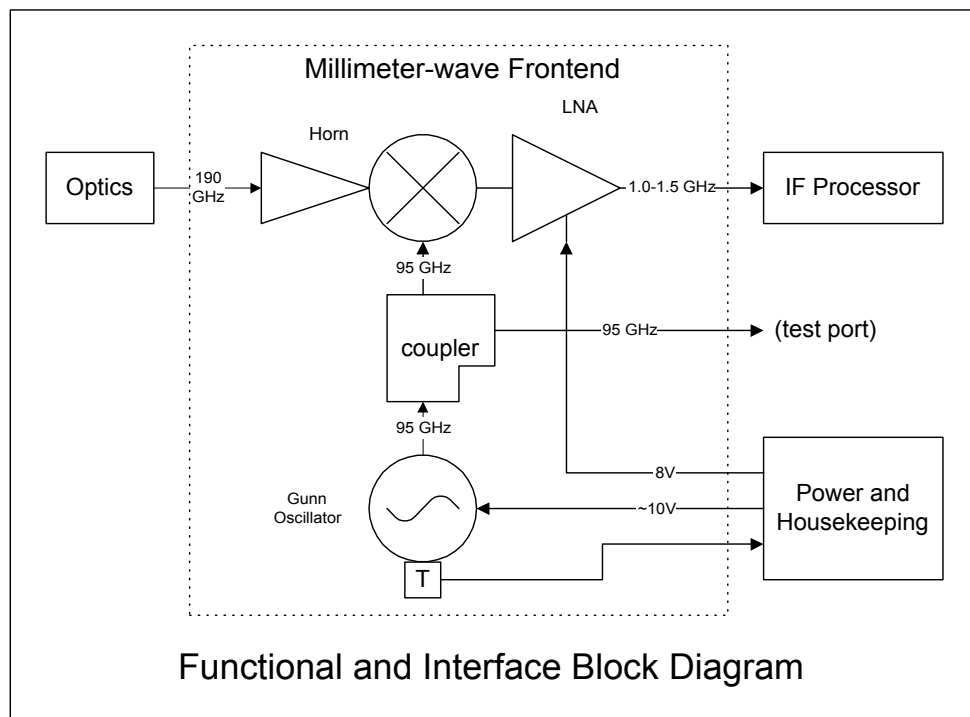 Millimeter-wave Frontend
LNA
Horn
Optics
190
GHz
1.0-1.5 GHz
IF Processor
95 GHz
coupler
95 GHz
(test port)
95 GHz
Gunn
Oscillator
8V
~10V
Power and
Housekeeping
T
Functional and Interface Block Diagram